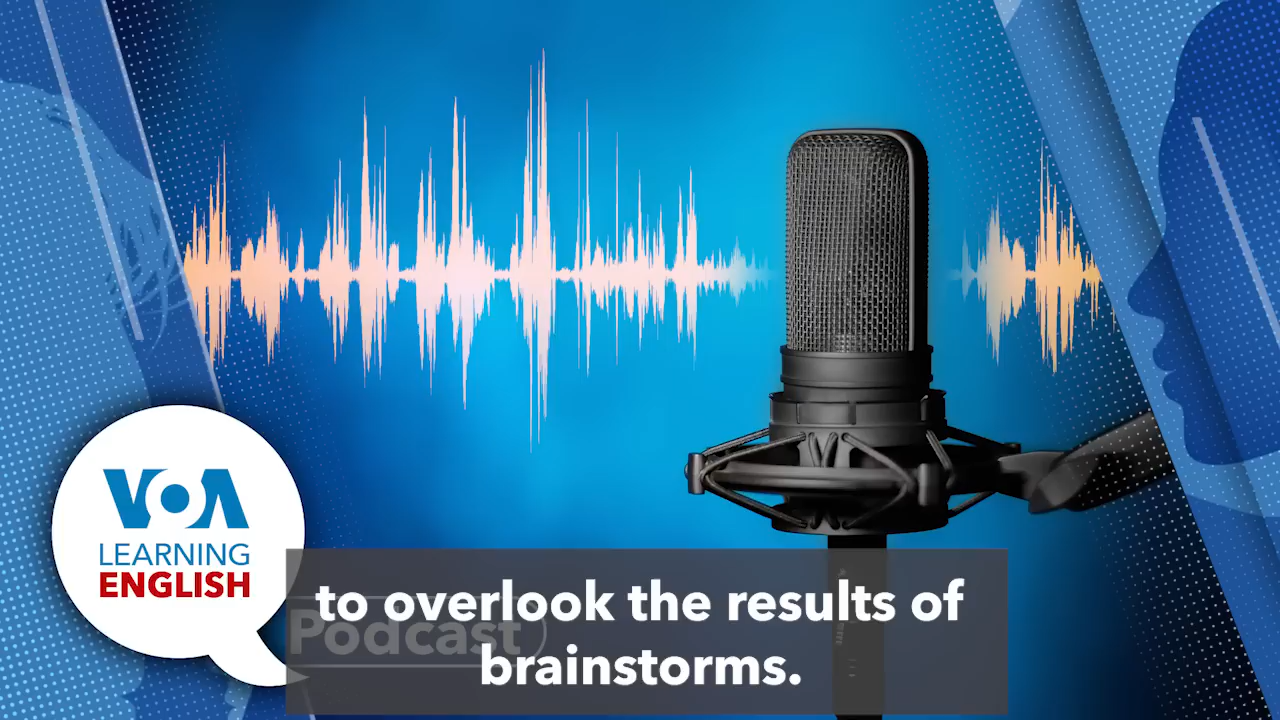 VOA
LEARNING
ENGLISH
Podcast
to overlook the results of
brainstorms.